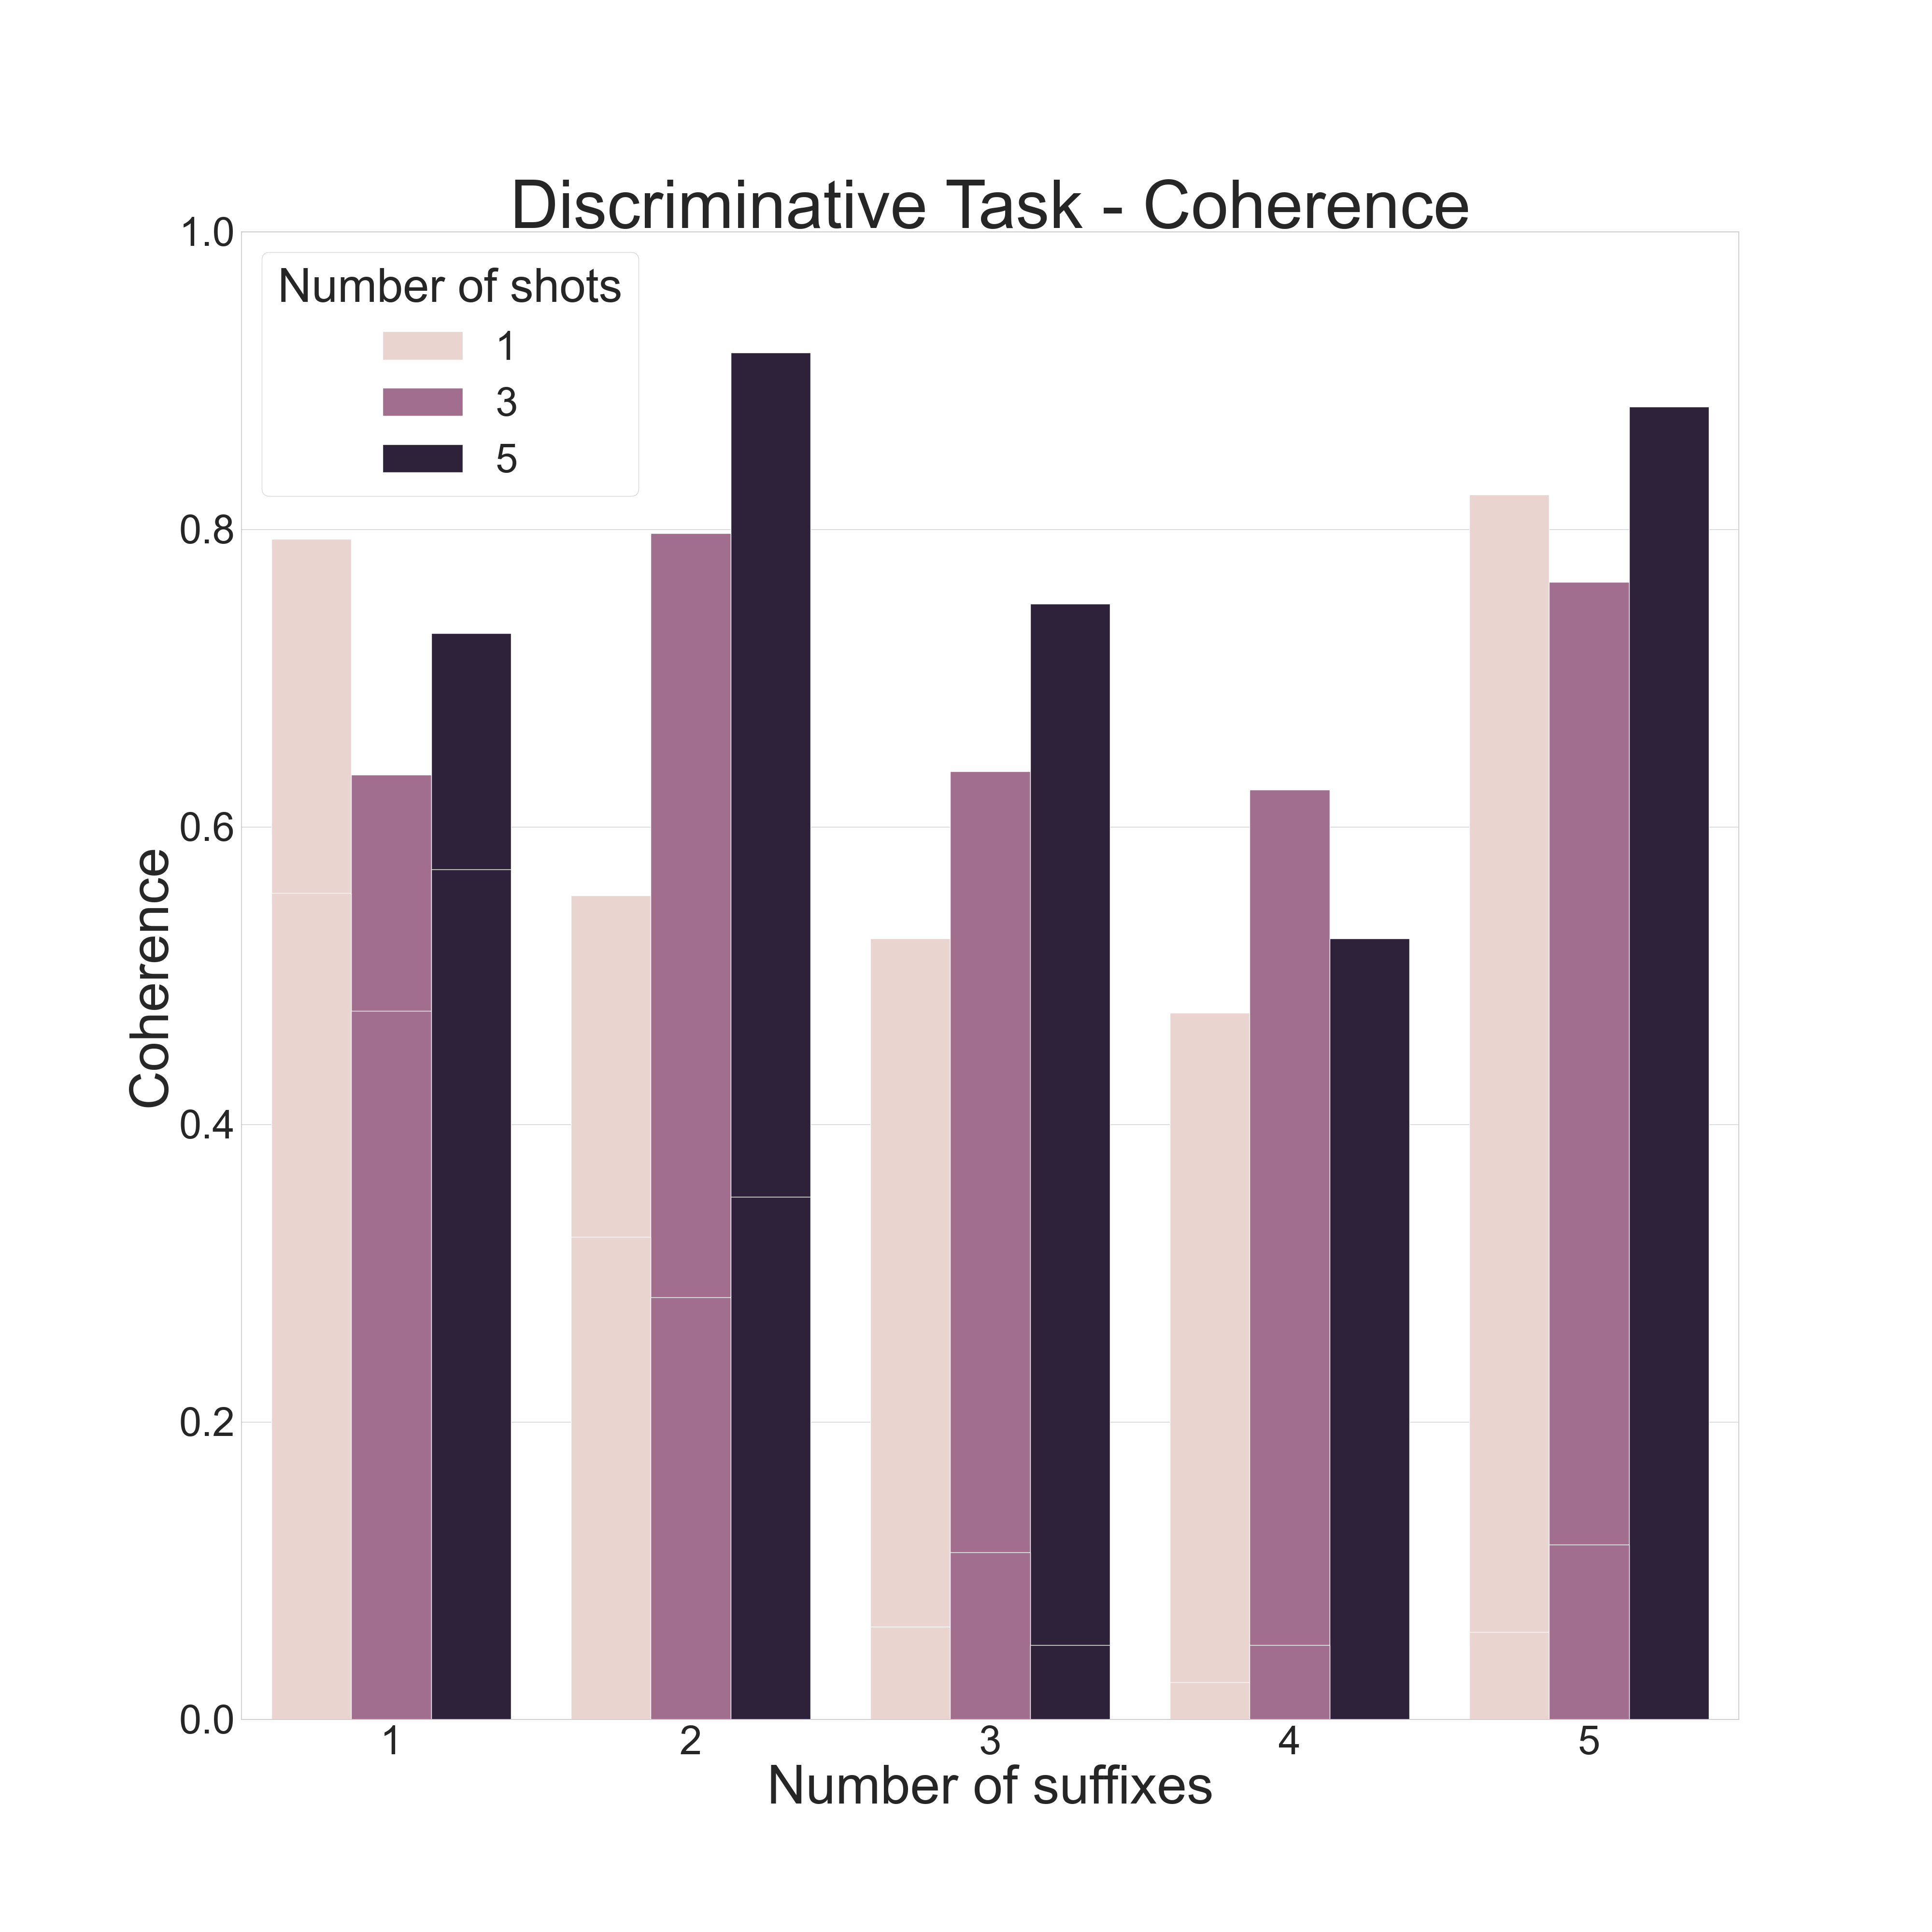 Discriminative Task - Coherence
Number of shots
1
3
5
1.0
0.8
0.6
0.4
0.2
0.0
Coherence
1 2 3 4 5
Number of suffixes